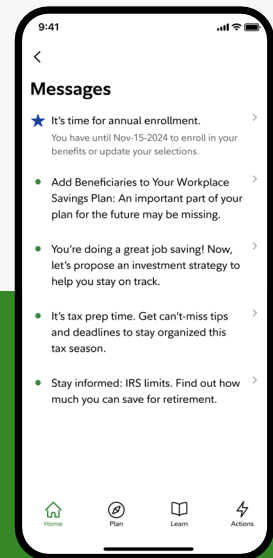 9:41
Messages
It's time for annual enrollment.
You have until Nov-15-2024 to enroll in your
benefits or update your selections.
Add Beneficiaries to Your Workplace
Savings Plan: An important part of your
plan for the future may be missing.
You're doing a great job saving! Now,
let's propose an investment strategy to
help you stay on track.
It's tax prep time. Get can't-miss tips
and deadlines to stay organized this
tax season.
Stay informed: IRS limits. Find out how
much you can save for retirement.
Home Plan Learn Actions